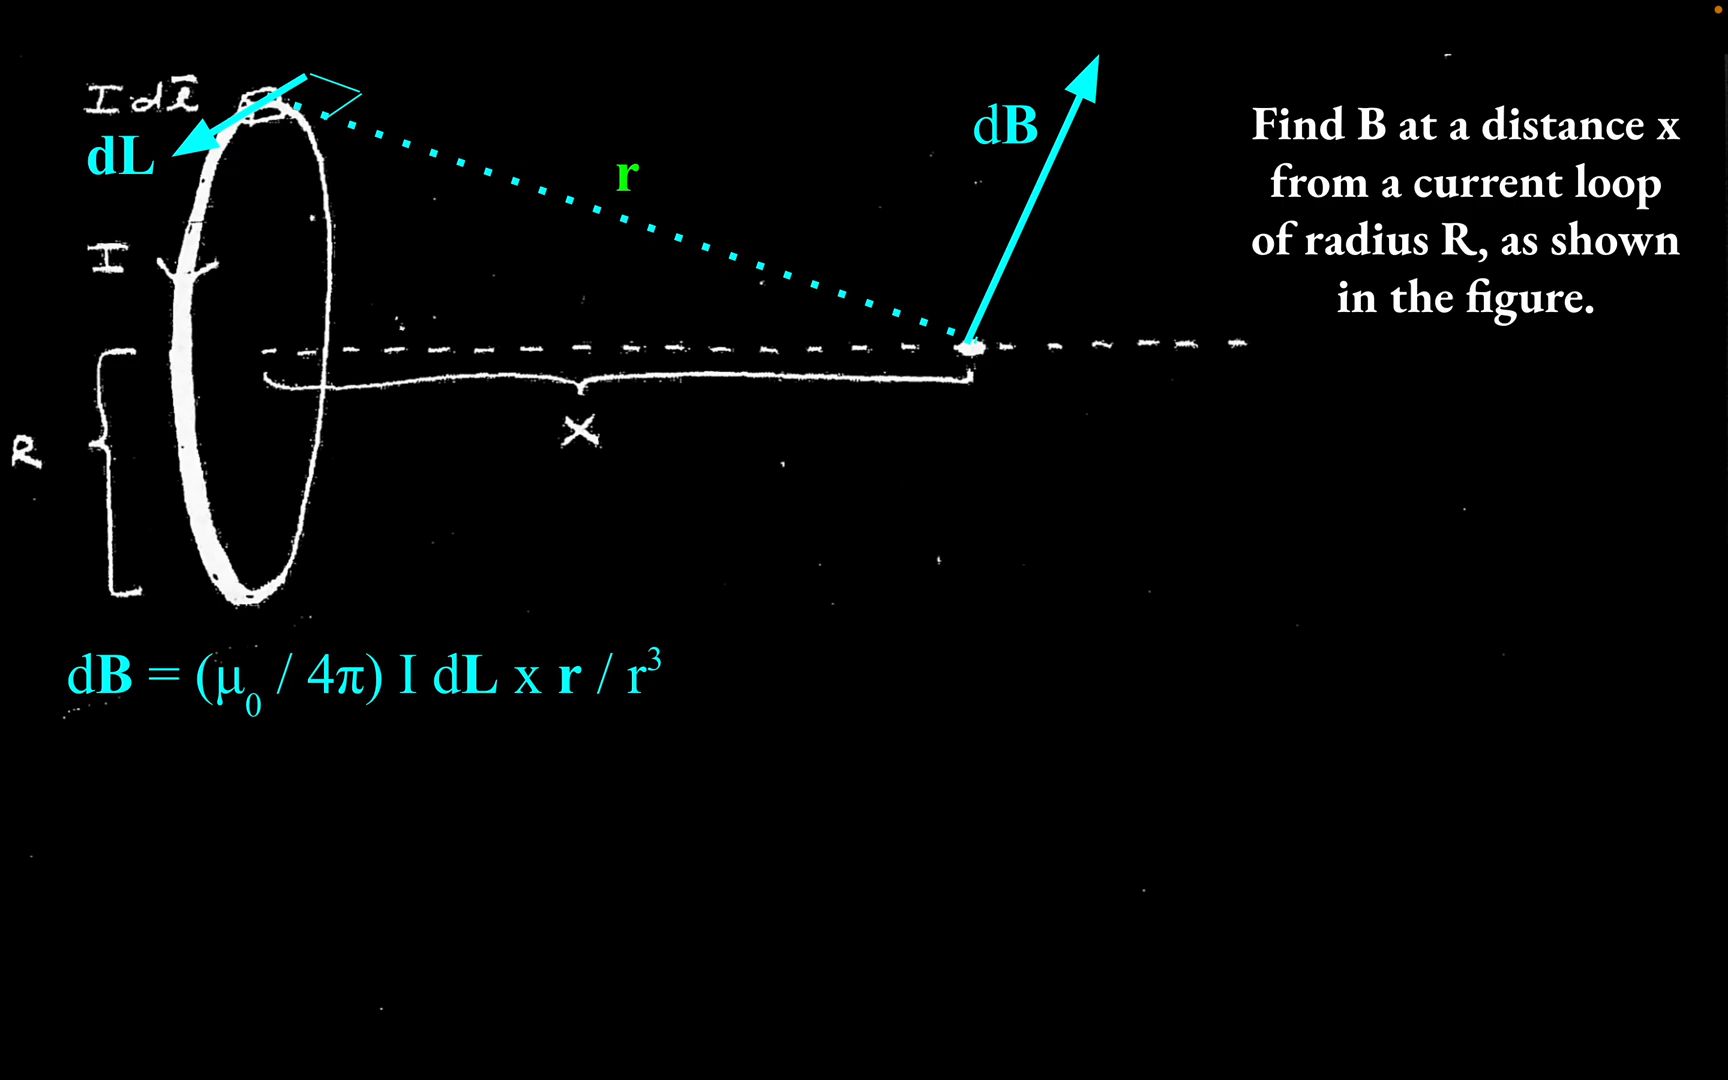 I dl̄
dL
I
R
r
dB
X
Find B at a distance x
from a current loop
of radius R, as shown
in the figure.
dB = (μ₀ / 4π) I dL x r / r³